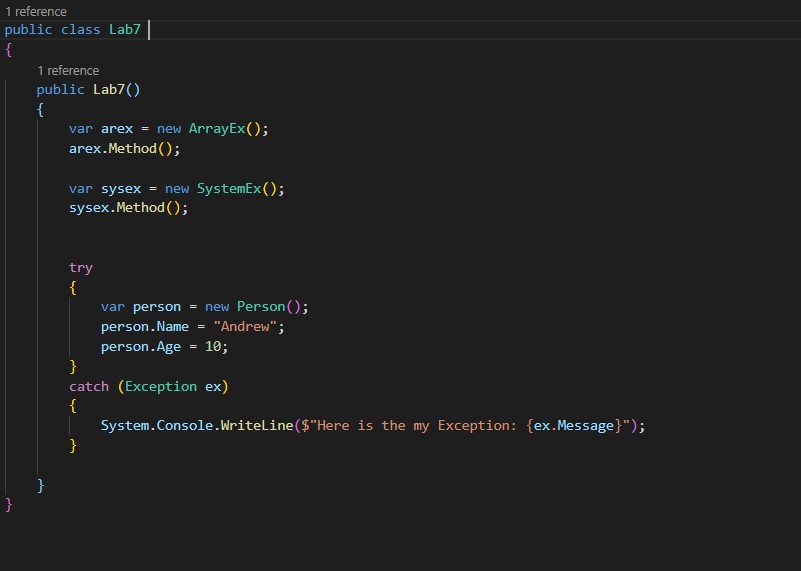 1 reference
public class Lab7
{
1 reference
public Lab7()
{
var arex = new ArrayEx();
arex.Method();
var sysex = new SystemEx();
sysex.Method();
try
{
var person = new Person();
person.Name = "Andrew";
person.Age = 10;
}
catch (Exception ex)
{
System.Console.WriteLine($"Here is the my Exception: {ex.Message}");
}
}
}